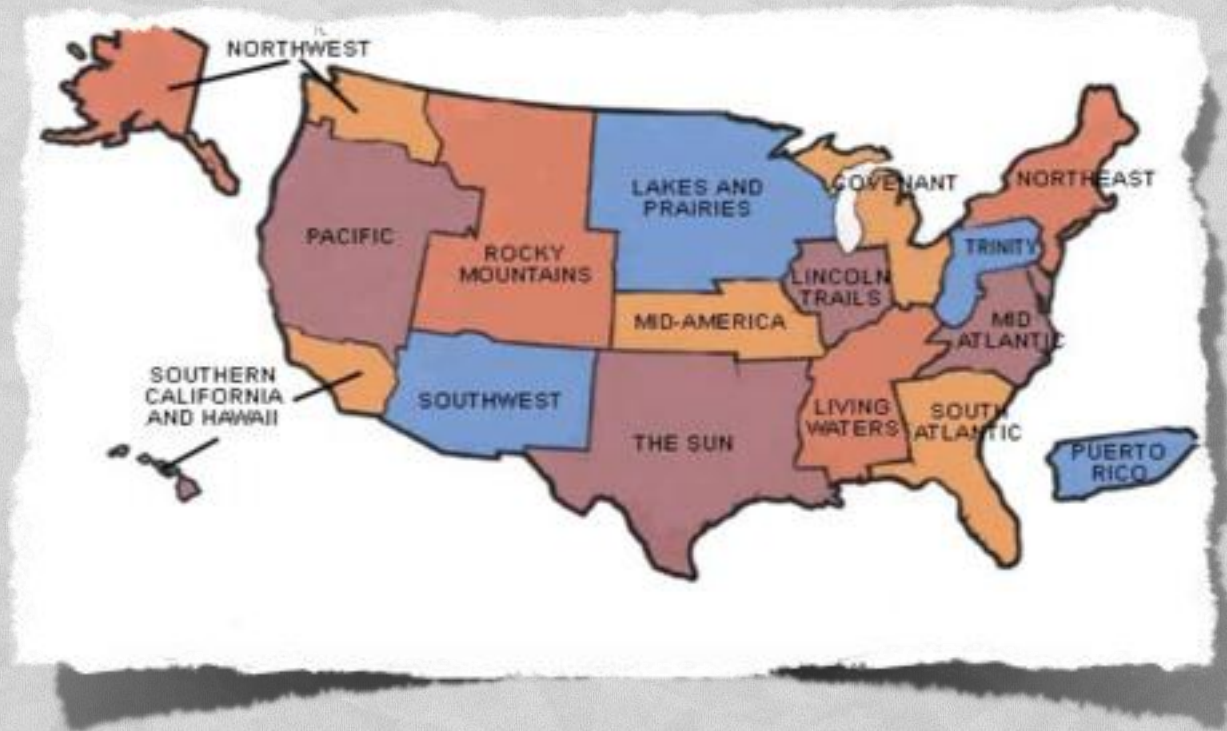 NORTHWEST
PACIFIC
ROCKY
MOUNTAINS
LAKES AND
PRAIRIES
COVENANT
NORTHEAST
TRINITY
LINCOLN
TRAILS
MID-AMERICA
MID
ATLANTIC
SOUTHERN
CALIFORNIA
AND HAWAII
SOUTHWEST
THE SUN
LIVING
WATERS
SOUTH
ATLANTIC
PUERTO
RICO